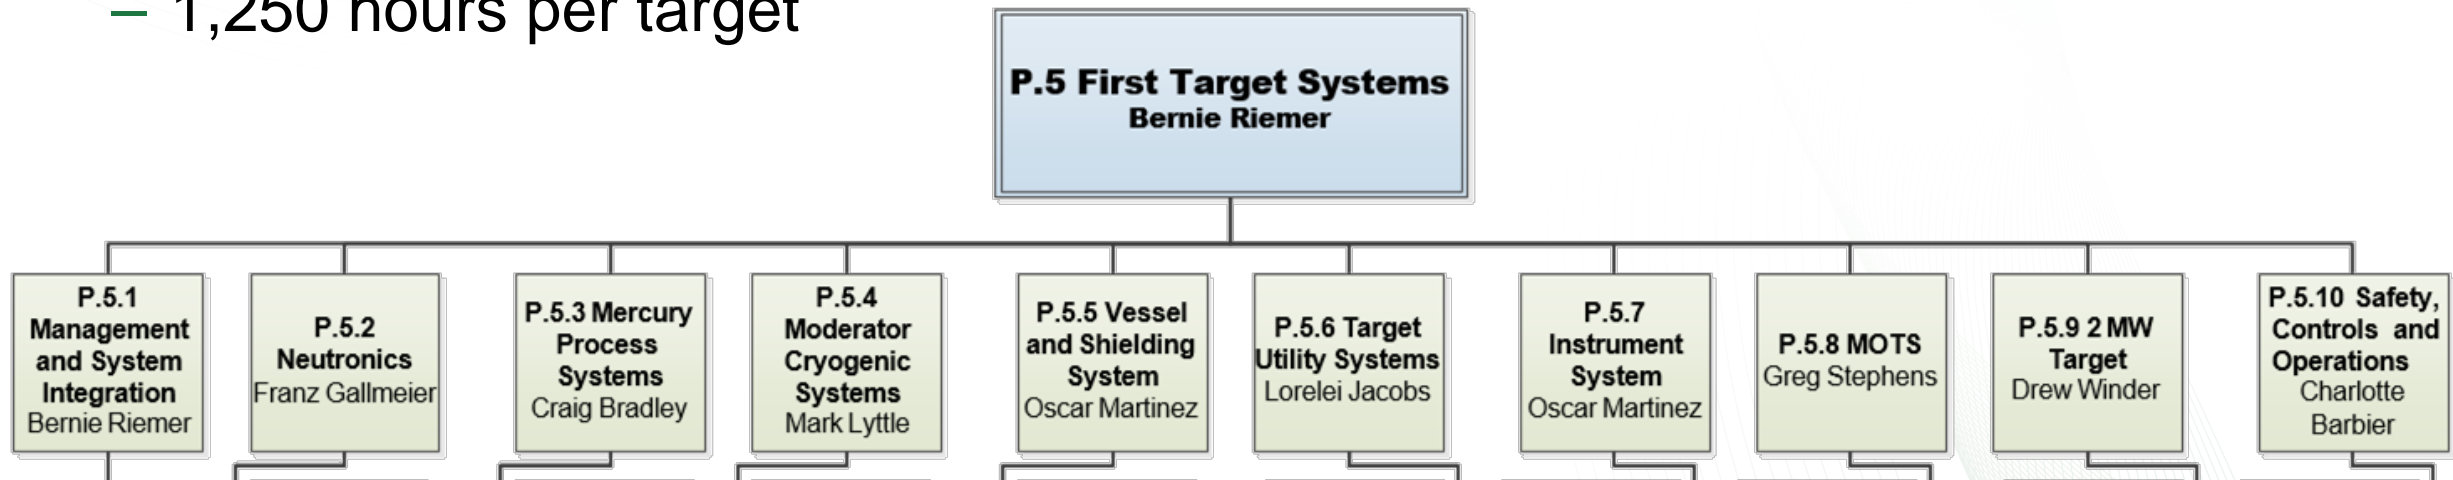 – 1,250 hours per target
P.5 First Target Systems
Bernie Riemer
P.5.1
Management
and System
Integration
Bernie Riemer
P.5.2
Neutronics
Franz Gallmeier
P.5.3 Mercury
Process
Systems
Craig Bradley
P.5.4
Moderator
Cryogenic
Systems
Mark Lyttle
P.5.5 Vessel
and Shielding
System
Oscar Martinez
P.5.6 Target
Utility Systems
Lorelei Jacobs
P.5.7
Instrument
System
Oscar Martinez
P.5.8 MOTS
Greg Stephens
P.5.9 2 MW
Target
Drew Winder
P.5.10 Safety,
Controls and
Operations
Charlotte
Barbier